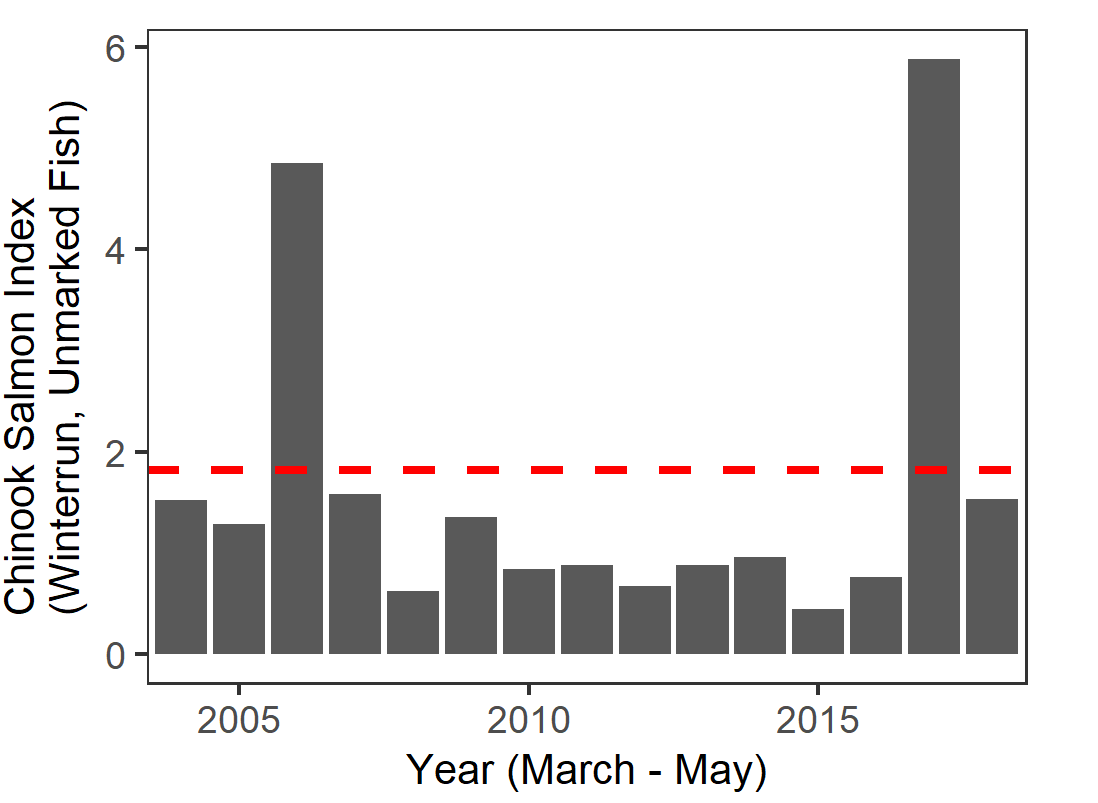 Chinook Salmon Index
(Winterrun, Unmarked Fish)
6
4
2
0
2005 2010 2015
Year (March - May)